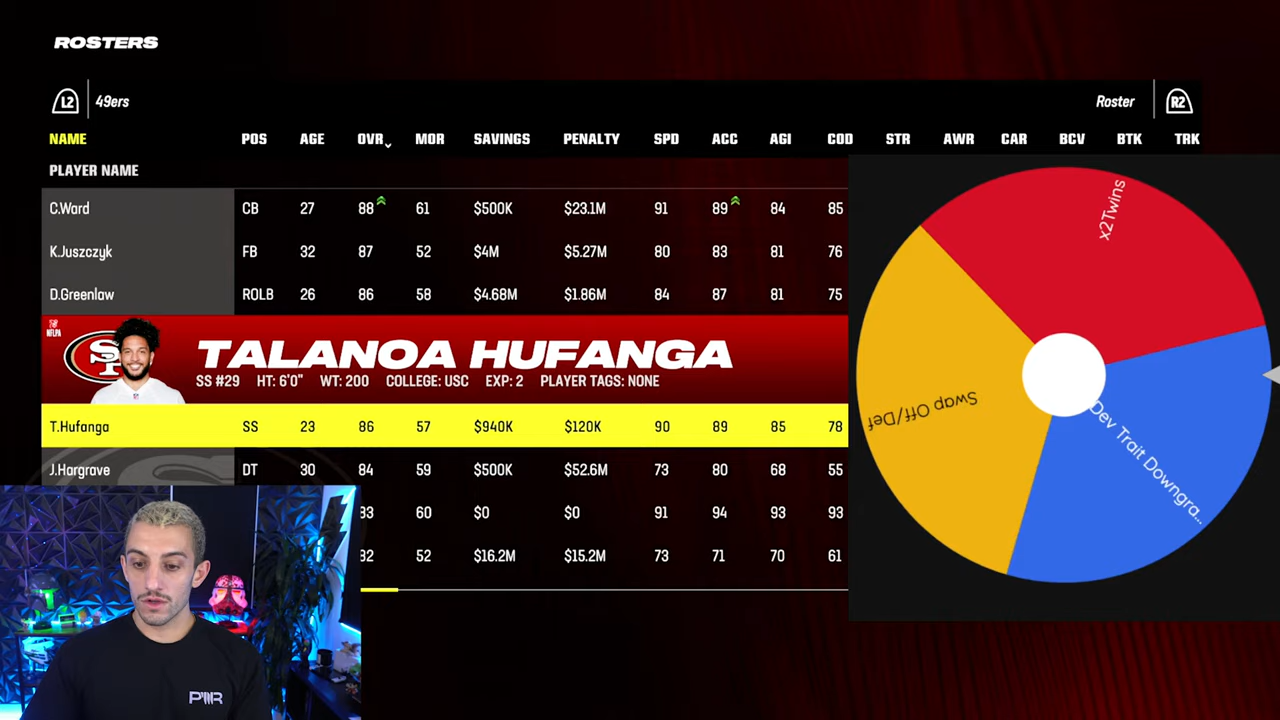 ROSTERS
L2 49ers Roster R2
NAME POS AGE OVR MOR SAVINGS PENALTY SPD ACC AGI COD STR AWR CAR BCV BTK TRK
PLAYER NAME
C.Ward CB 27 88 61 $500K $23.1M 91 89 84 85
K.Juszczyk FB 32 87 52 $4M $5.27M 80 83 81 76
D.Greenlaw ROLB 26 86 58 $4.68M $1.86M 84 87 81 75
NFLPA
TALANOA HUFANGA
SS #29 HT: 6'0" WT: 200 COLLEGE: USC EXP: 2 PLAYER TAGS: NONE
T.Hufanga SS 23 86 57 $940K $120K 90 89 85 78
J.Hargrave DT 30 84 59 $500K $52.6M 73 80 68 55
83 60 $0 $0 91 94 93 93
82 52 $16.2M $15.2M 73 71 70 61
x2Twins
Swap Off/Def
Dev Trait Downgra...
PWR